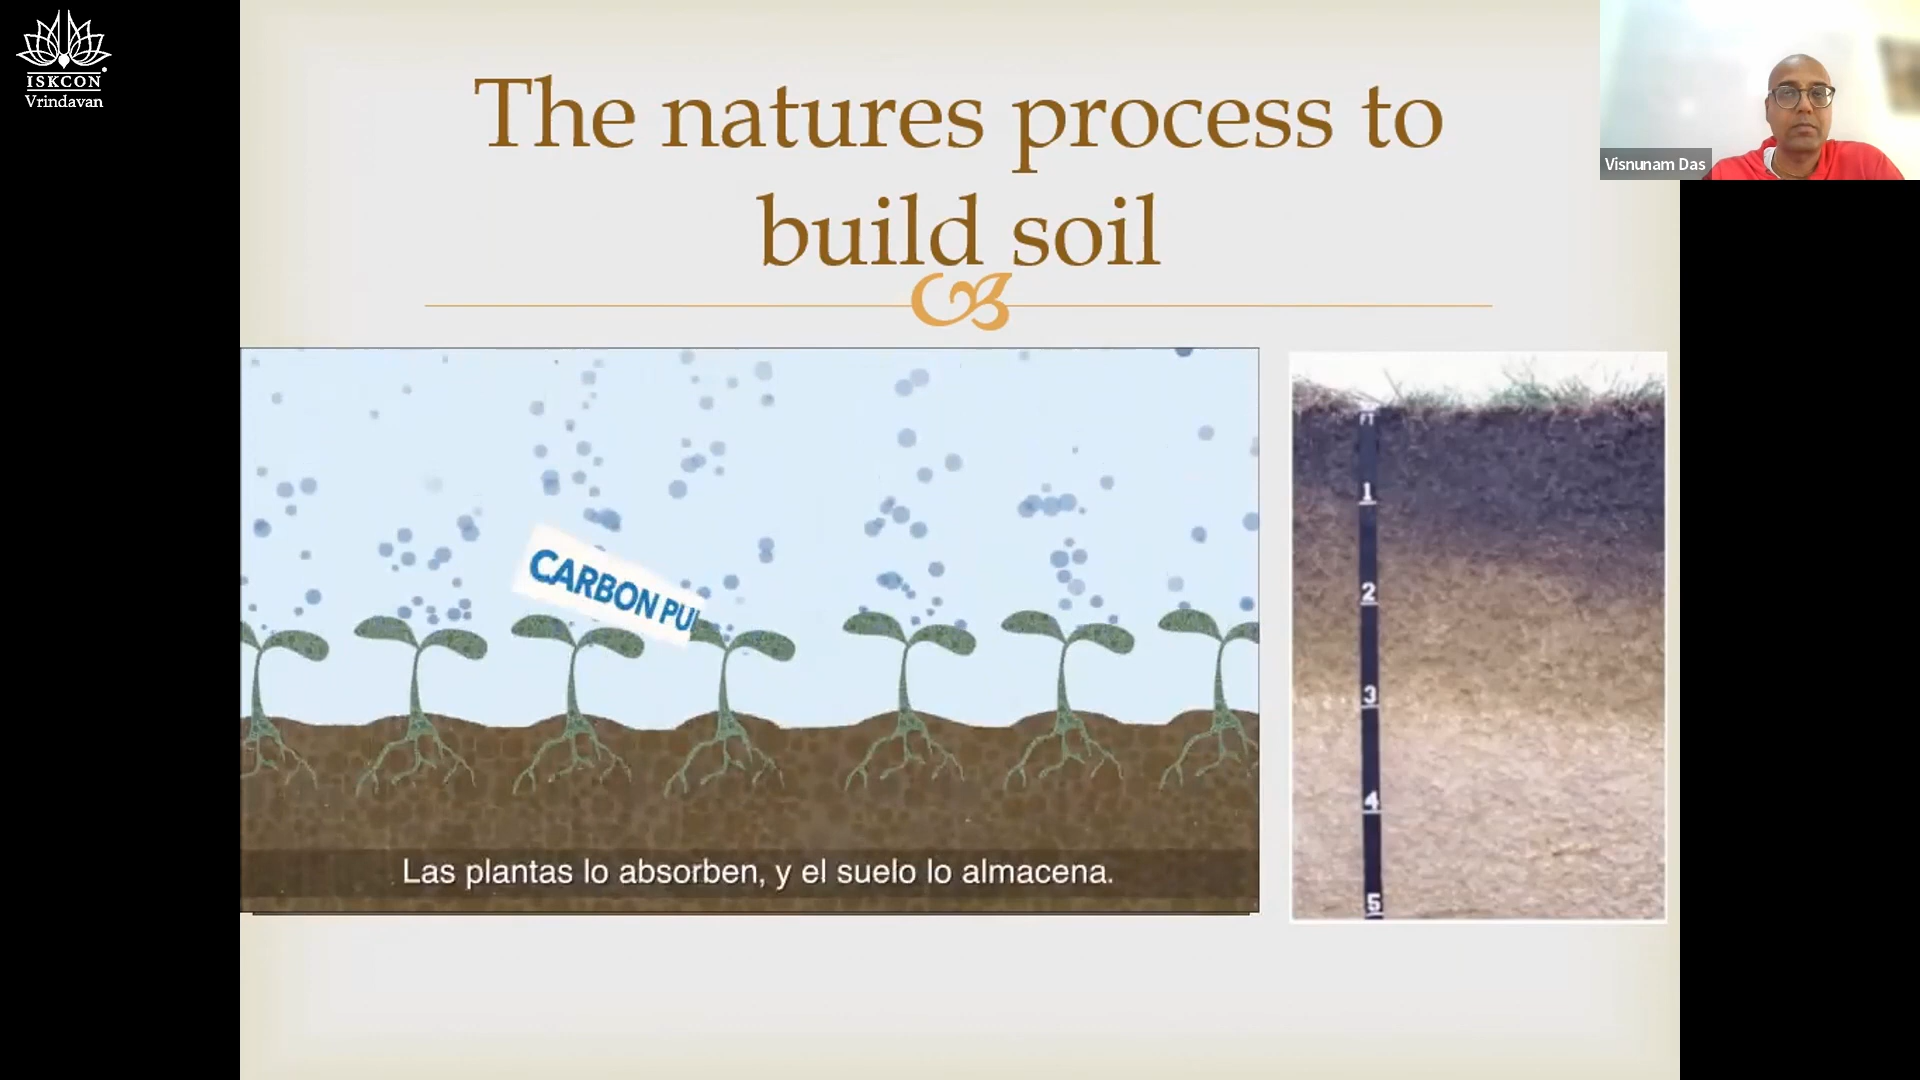 ISKCON
Vrindavan
The natures process to
build soil
Visnunam Das
CARBON PU
Las plantas lo absorben, y el suelo lo almacena.
FT
1
2
3
4
5